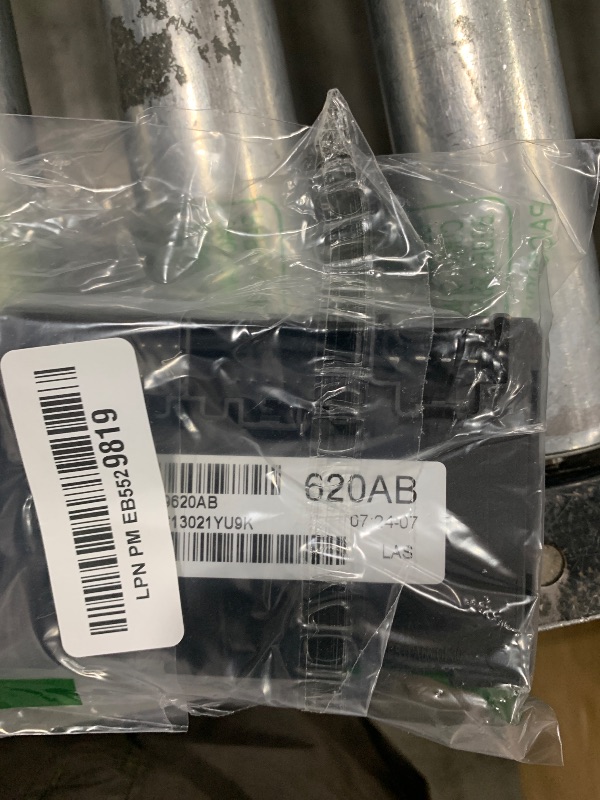 LPN PM EB5529819
9620AB
620AB
13021YU9K
07:24-07
LAS